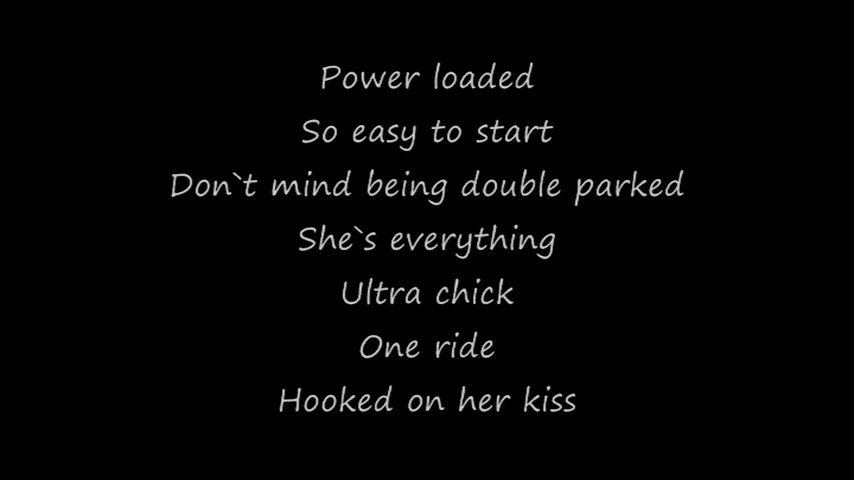 Power loaded
So easy to start
Don`t mind being double parked
She`s everything
Ultra chick
One ride
Hooked on her kiss